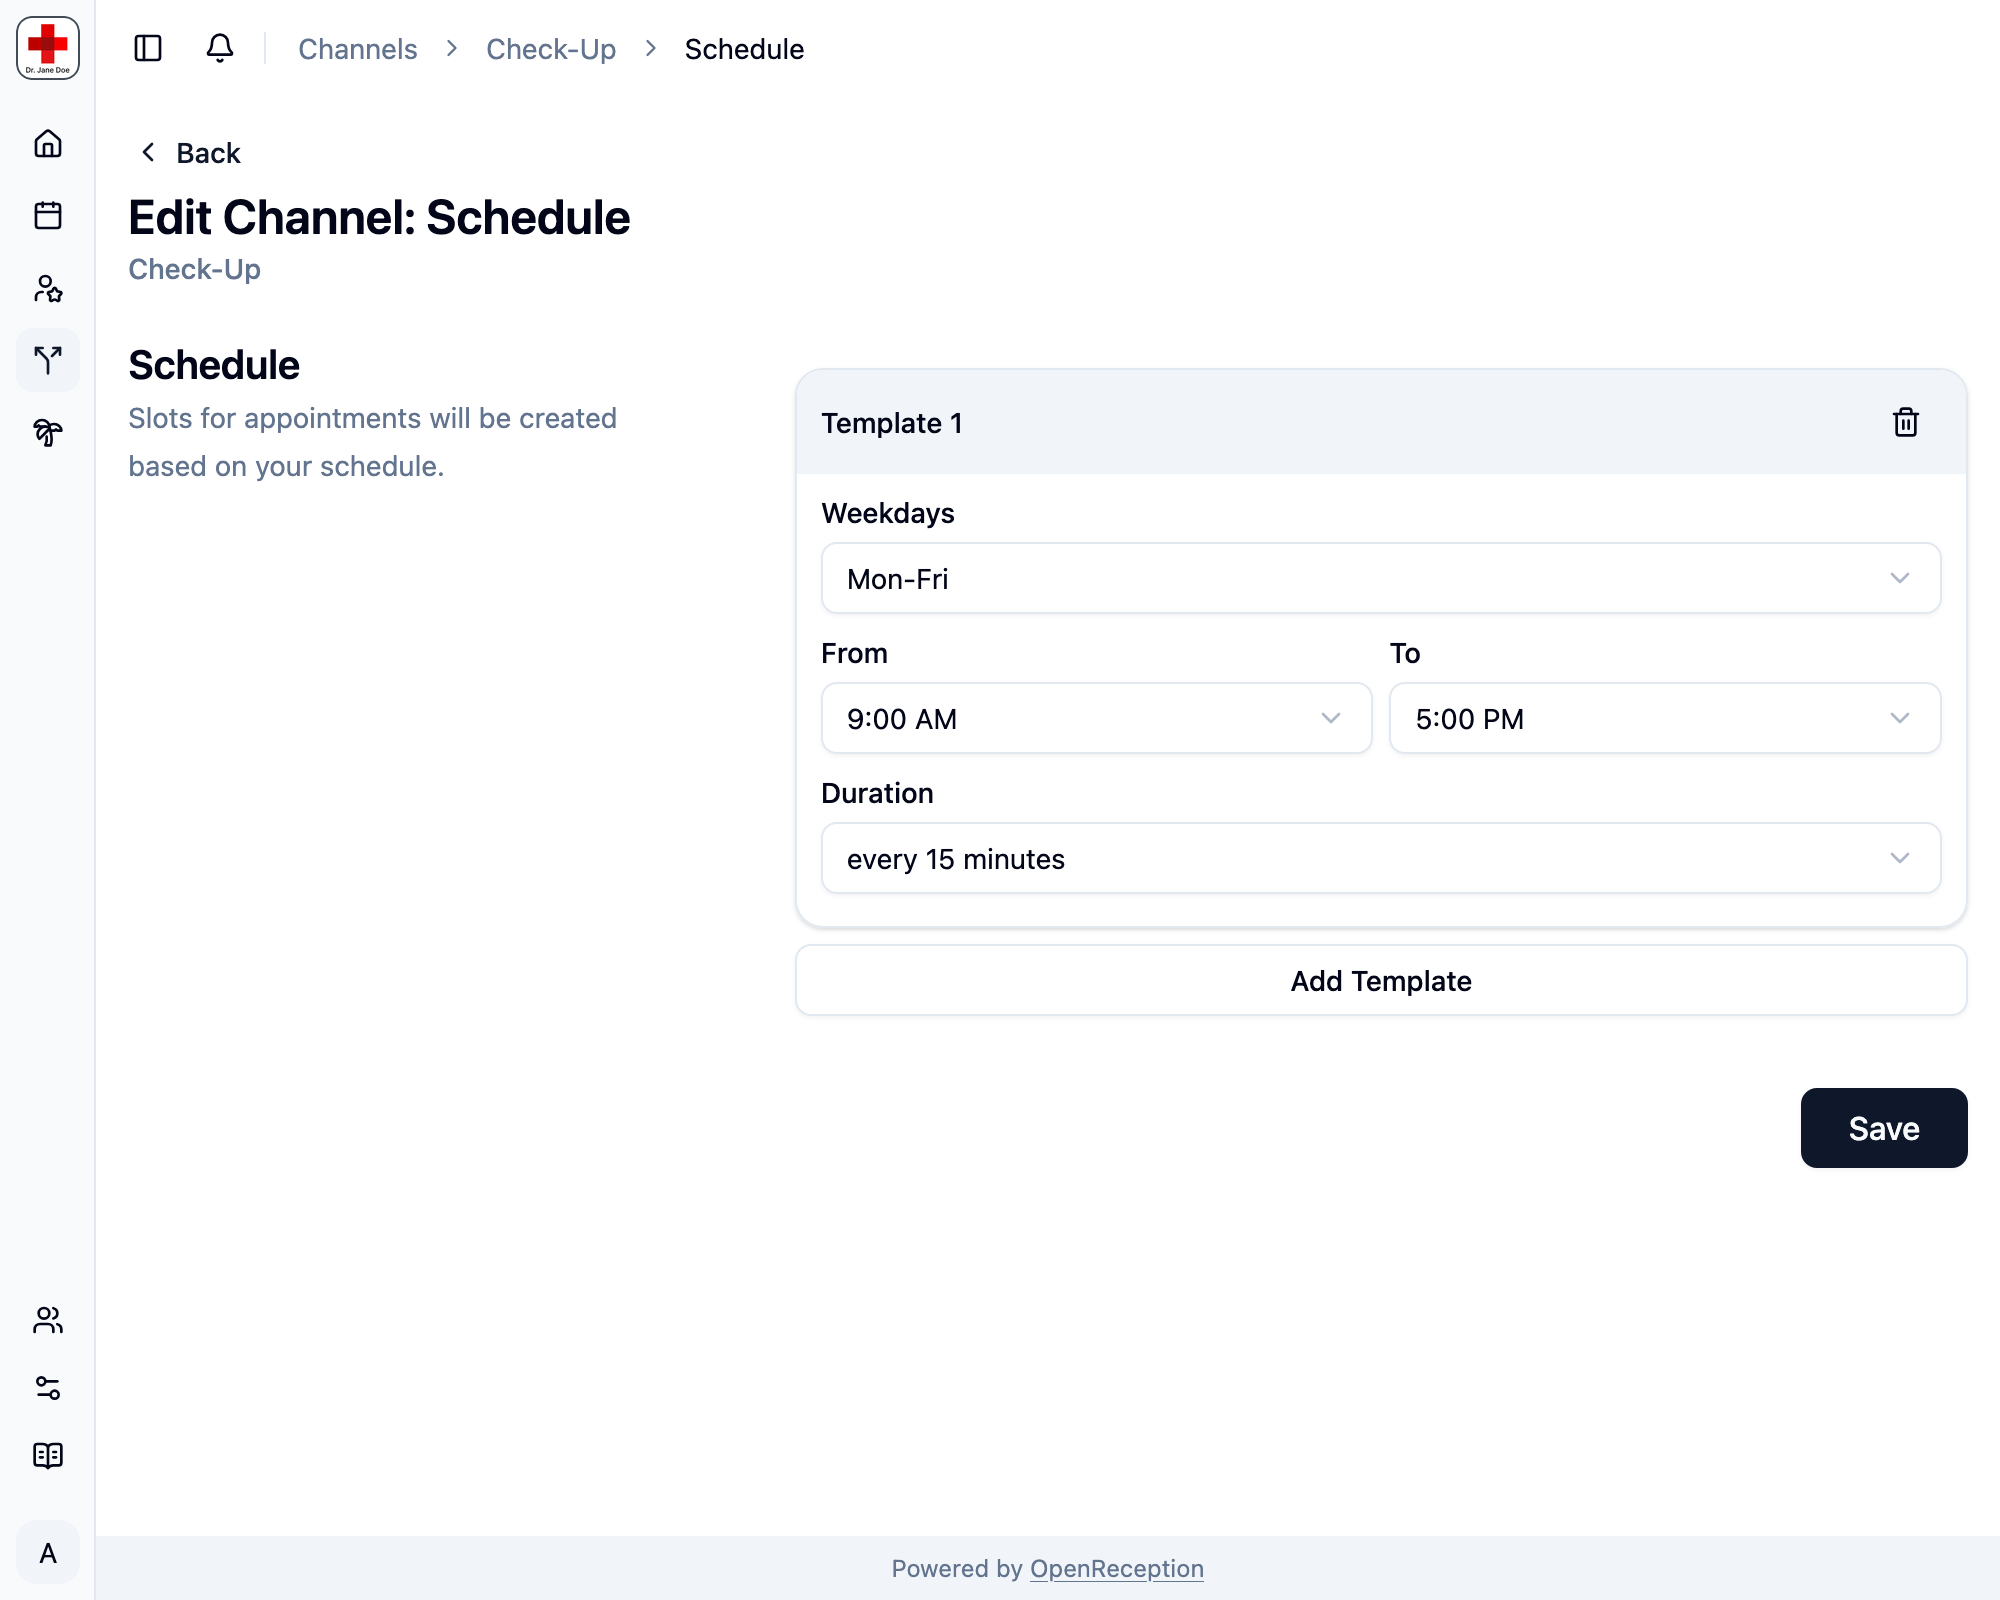 Dr. Jane Doe
Channels > Check-Up > Schedule
Back
Edit Channel: Schedule
Check-Up
Schedule
Slots for appointments will be created
based on your schedule.
Template 1
Weekdays
Mon-Fri
From
To
9:00 AM
5:00 PM
Duration
every 15 minutes
Add Template
Save
A
Powered by OpenReception